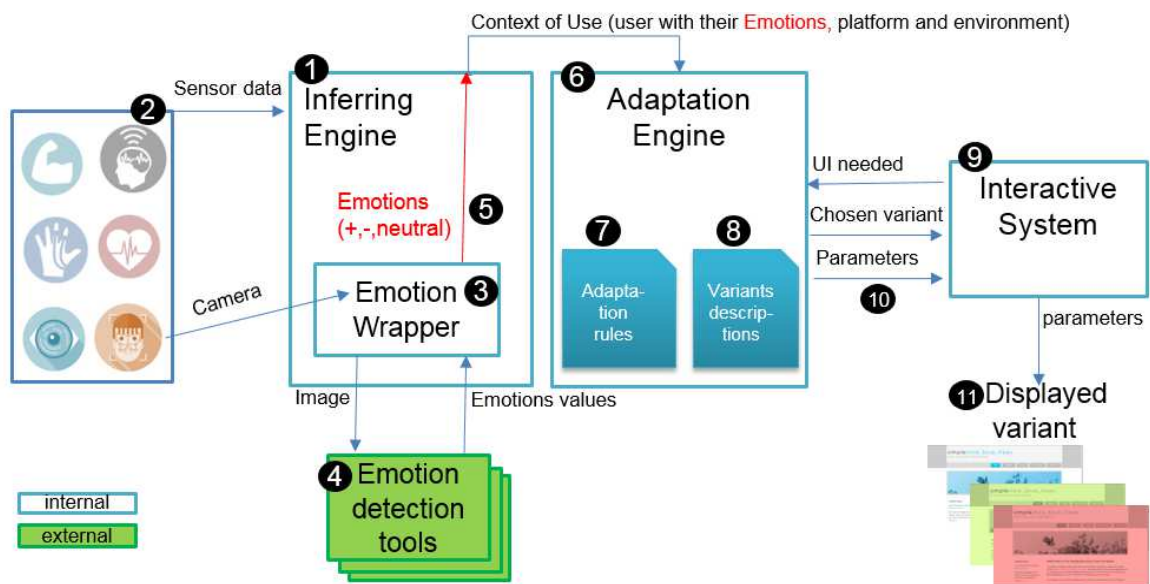 Context of Use (user with their Emotions, platform and environment)
1
Inferring
Engine
2
Sensor data
6
Adaptation
Engine
9
Interactive
System
UI needed
Chosen variant
Parameters
10
Emotions
(+,-,neutral)
5
7
Adapta-
tion
rules
8
Variants
descrip-
tions
Camera
Emotion
Wrapper
3
parameters
Image
Emotions values
11
Displayed
variant
4
Emotion
detection
tools
internal
external